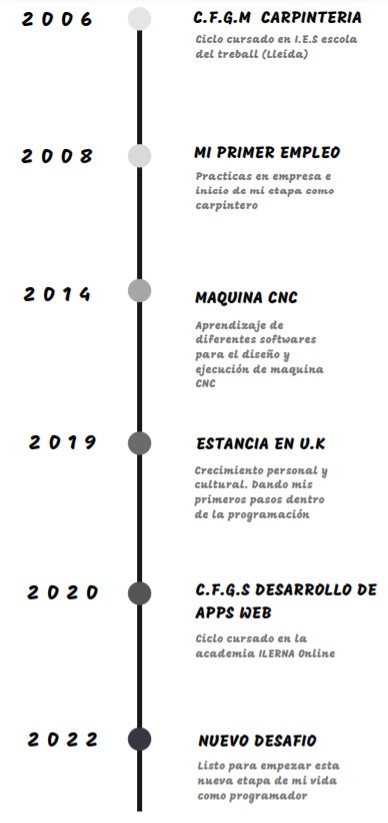 2006
C.F.G.M CARPINTERIA
Ciclo cursado en I.E.S escola
del treball (Lleida)
2008
MI PRIMER EMPLEO
Practicas en empresa e
inicio de mi etapa como
carpintero
2014
MAQUINA CNC
Aprendizaje de
diferentes softwares
para el diseño y
ejecución de maquina
CNC
2019
ESTANCIA EN U.K
Crecimiento personal y
cultural. Dando mis
primeros pasos dentro
de la programación
2020
C.F.G.S DESARROLLO DE
APPS WEB
Ciclo cursado en la
academia ILERNA Online
2022
NUEVO DESAFIO
Listo para empezar esta
nueva etapa de mi vida
como programador